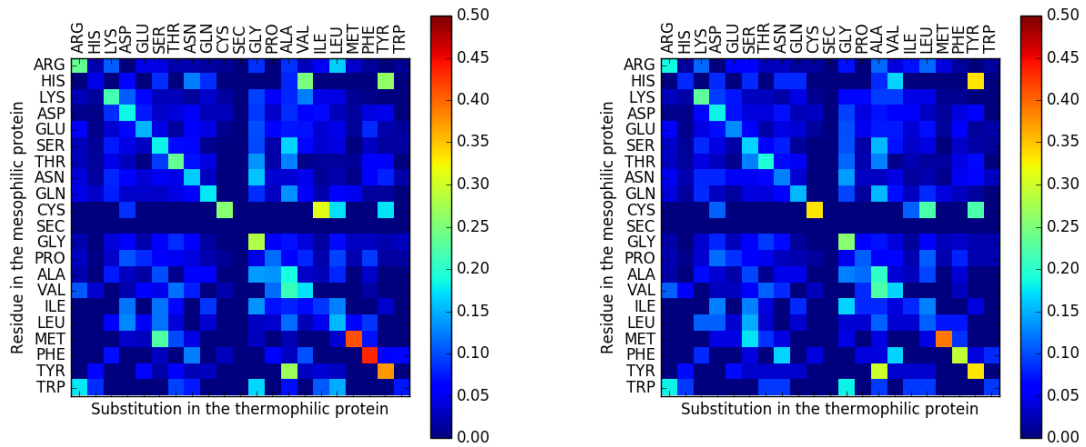 ARG HIS LYS ASP GLU SER THR ASN GLN CYS SEC GLY PRO ALA VAL ILE LEU MET PHE TYR TRP
Residue in the mesophilic protein
ARG
HIS
LYS
ASP
GLU
SER
THR
ASN
GLN
CYS
SEC
GLY
PRO
ALA
VAL
ILE
LEU
MET
PHE
TYR
TRP
Substitution in the thermophilic protein
0.50
0.45
0.40
0.35
0.30
0.25
0.20
0.15
0.10
0.05
0.00
ARG HIS LYS ASP GLU SER THR ASN GLN CYS SEC GLY PRO ALA VAL ILE LEU MET PHE TYR TRP
Residue in the mesophilic protein
ARG
HIS
LYS
ASP
GLU
SER
THR
ASN
GLN
CYS
SEC
GLY
PRO
ALA
VAL
ILE
LEU
MET
PHE
TYR
TRP
Substitution in the thermophilic protein
0.50
0.45
0.40
0.35
0.30
0.25
0.20
0.15
0.10
0.05
0.00